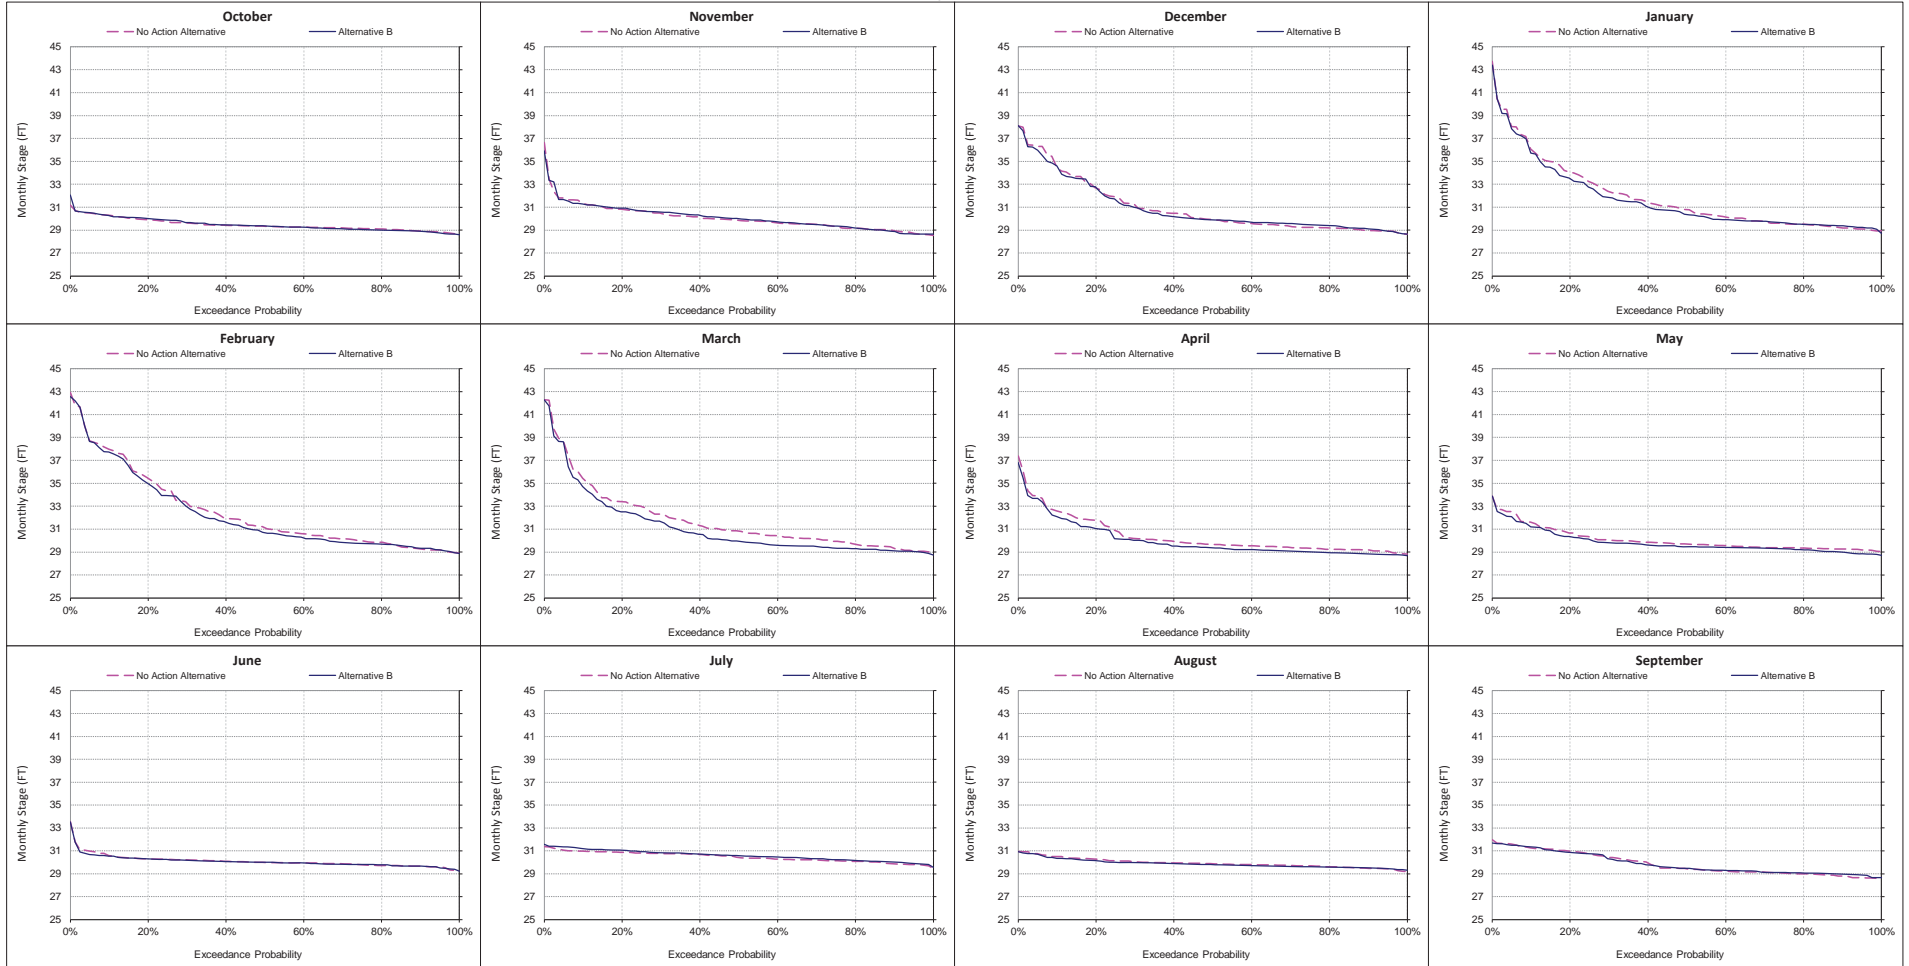 October
No Action Alternative Alternative B
Monthly Stage (FT)
45
43
41
39
37
35
33
31
29
27
25
0% 20% 40% 60% 80% 100%
Exceedance Probability
November
No Action Alternative Alternative B
Monthly Stage (FT)
45
43
41
39
37
35
33
31
29
27
25
0% 20% 40% 60% 80% 100%
Exceedance Probability
December
No Action Alternative Alternative B
Monthly Stage (FT)
45
43
41
39
37
35
33
31
29
27
25
0% 20% 40% 60% 80% 100%
Exceedance Probability
January
No Action Alternative Alternative B
Monthly Stage (FT)
45
43
41
39
37
35
33
31
29
27
25
0% 20% 40% 60% 80% 100%
Exceedance Probability
February
No Action Alternative Alternative B
Monthly Stage (FT)
45
43
41
39
37
35
33
31
29
27
25
0% 20% 40% 60% 80% 100%
Exceedance Probability
March
No Action Alternative Alternative B
Monthly Stage (FT)
45
43
41
39
37
35
33
31
29
27
25
0% 20% 40% 60% 80% 100%
Exceedance Probability
April
No Action Alternative Alternative B
Monthly Stage (FT)
45
43
41
39
37
35
33
31
29
27
25
0% 20% 40% 60% 80% 100%
Exceedance Probability
May
No Action Alternative Alternative B
Monthly Stage (FT)
45
43
41
39
37
35
33
31
29
27
25
0% 20% 40% 60% 80% 100%
Exceedance Probability
June
No Action Alternative Alternative B
Monthly Stage (FT)
45
43
41
39
37
35
33
31
29
27
25
0% 20% 40% 60% 80% 100%
Exceedance Probability
July
No Action Alternative Alternative B
Monthly Stage (FT)
45
43
41
39
37
35
33
31
29
27
25
0% 20% 40% 60% 80% 100%
Exceedance Probability
August
No Action Alternative Alternative B
Monthly Stage (FT)
45
43
41
39
37
35
33
31
29
27
25
0% 20% 40% 60% 80% 100%
Exceedance Probability
September
No Action Alternative Alternative B
Monthly Stage (FT)
45
43
41
39
37
35
33
31
29
27
25
0% 20% 40% 60% 80% 100%
Exceedance Probability